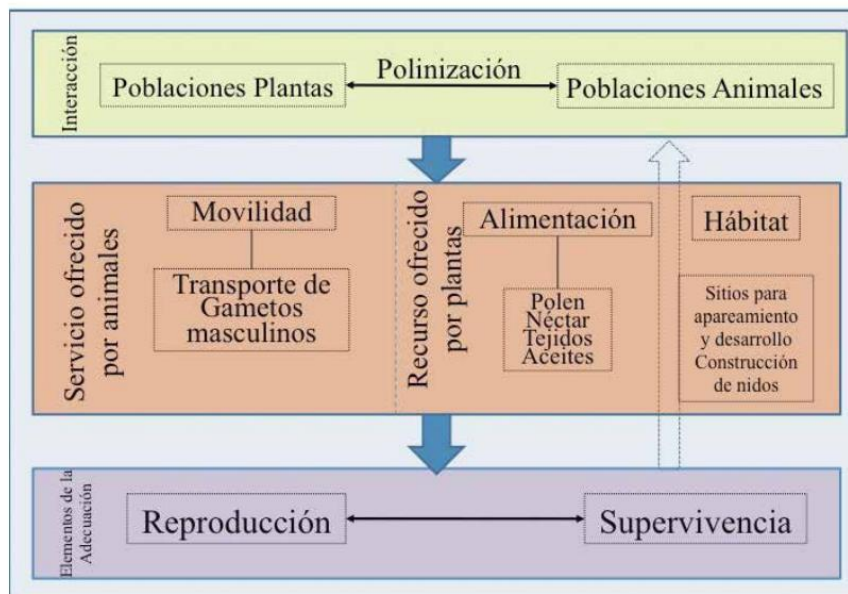 Interacción
Poblaciones Plantas
Polinización
Poblaciones Animales
Servicio ofrecido
por animales
Movilidad
Transporte de
Gametos
masculinos
Recurso ofrecido
por plantas
Alimentación
Polen
Néctar
Tejidos
Aceites
Hábitat
Sitios para
apareamiento
y desarrollo
Construcción
de nidos
Elementos de la
Adecuación
Reproducción
Supervivencia